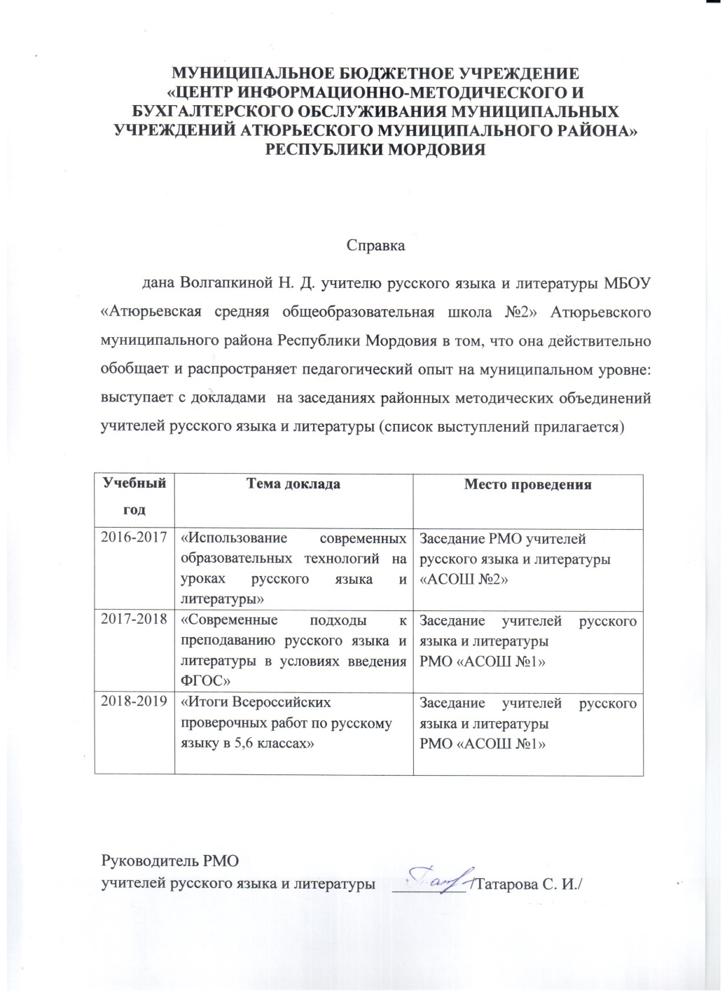 МУНИЦИПАЛЬНОЕ БЮДЖЕТНОЕ УЧРЕЖДЕНИЕ
«ЦЕНТР ИНФОРМАЦИОННО-МЕТОДИЧЕСКОГО И
БУХГАЛТЕРСКОГО ОБСЛУЖИВАНИЯ МУНИЦИПАЛЬНЫХ
УЧРЕЖДЕНИЙ АТЮРЬЕСКОГО МУНИЦИПАЛЬНОГО РАЙОНА»
РЕСПУБЛИКИ МОРДОВИЯ
Справка
дана Волгапкиной Н. Д. учителю русского языка и литературы МБОУ
«Атюрьевская средняя общеобразовательная школа №2» Атюрьевского
муниципального района Республики Мордовия в том, что она действительно
обобщает и распространяет педагогический опыт на муниципальном уровне:
выступает с докладами на заседаниях районных методических объединений
учителей русского языка и литературы (список выступлений прилагается)
Учебный
год
Тема доклада
Место проведения
2016-2017
«Использование современных
образовательных технологий на
уроках русского языка и
литературы»
Заседание РМО учителей
русского языка и литературы
«АСОШ №2»
2017-2018
«Современные подходы к
преподаванию русского языка и
литературы в условиях введения
ФГОС»
Заседание учителей русского
языка и литературы
РМО «АСОШ №1»
2018-2019
«Итоги Всероссийских
проверочных работ по русскому
языку в 5,6 классах»
Заседание учителей русского
языка и литературы
РМО «АСОШ №1»
Руководитель РМО
учителей русского языка и литературы _________ /Татарова С. И./